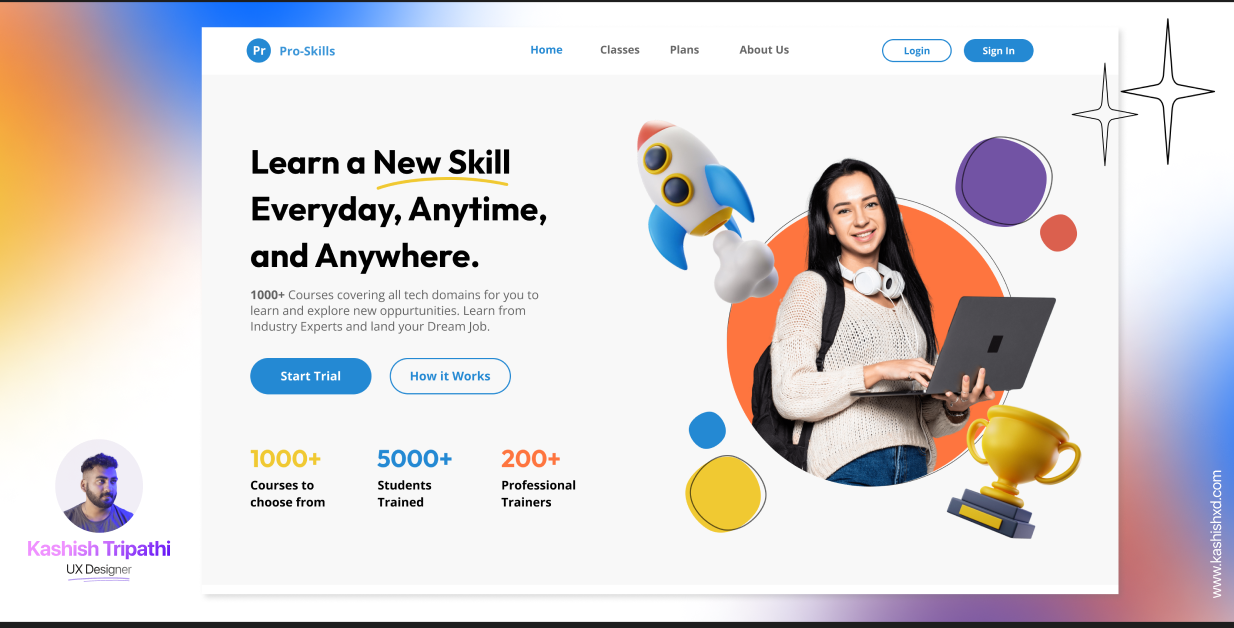 Pr Pro-Skills
Home Classes Plans About Us
Login Sign In
Learn a New Skill
Everyday, Anytime,
and Anywhere.
1000+ Courses covering all tech domains for you to
learn and explore new oppurtunities. Learn from
Industry Experts and land your Dream Job.
Start Trial How it Works
1000+ 5000+ 200+
Courses to Students Professional
choose from Trained Trainers
Kashish Tripathi
UX Designer
www.kashishxd.com